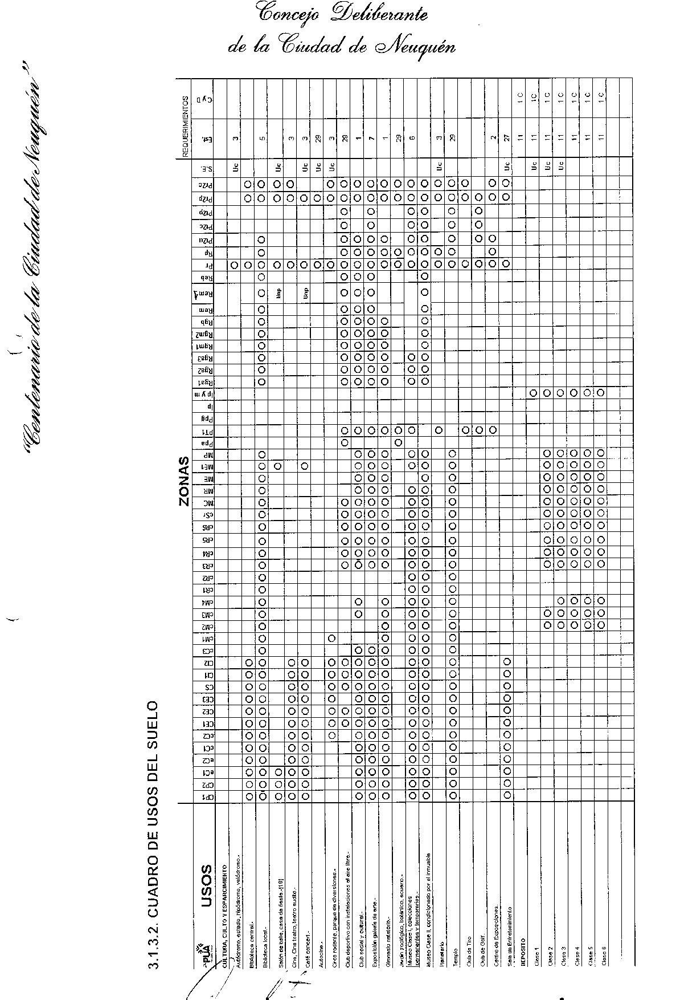 Concejo Deliberante
de la Ciudad de Neuquén
"Centenario de la Ciudad de Neuquén"
3.1.3.2. CUADRO DE USOS DEL SUELO
PUA
USOS
ZONAS
REQUERIMIENTOS
CP1 CP2 eC1 eC2 CC1 CC2 CE1 CE2 CE3 CS CI1 CI2 cC3 cM1 cM2 cM3 cM4 cR1 cR2 cR3 cR4 cR5 cR6 cSr MC MR ME ME1 MP Ppa PT1 Ppg Ip Ip y m Rga1 Rga2 Rga3 Rgm1 Rgm2 Rgb Rem Rem Reb Pr Rp Pt2u Pt2c Pt2p Pr2p Pr2c S.E. Est. C y D
CULTURA, CULTO Y ESPARCIMIENTO
Autódromo, estadio, hipódromo, velódromo.- O Uc 3
Biblioteca central.- O O O O O O O O O O O O O O O
Biblioteca local.- O O O O O O O O O O O O O O O O O O O O O O O O O O O O O O O O O O O O O O O O O O 5
Salón de baile, casa de fiesta.-[19] O O O O Unp O O O Uc
Cine, Cine teatro, teatro audito.- O O O O O O O O O O O O O O O 3
Café concert.- O O O O O O O O O O O O O Unp O O Uc 3
Autocine.- O O Uc 29
Circo rodante, parque de diversiones.- O O O O O O O O O O O Uc 3
Club deportivo con instalaciones al aire libre.- 29
Club social y cultural.- 1
Exposición galería de arte.- 7
Gimnasio natatorio.- 1
Jardín zoológico, botánico, acuario.- O O O O O O 29
Museo Clase I, colecciones
permanentes y temporarias.- 6
Museo Clase II, condicionado por el inmueble
Planetario O O O O O Uc 3
Templo 29
Club de Tiro O O O O
Club de Golf. O O O O O O
Centro de Exposiciones. O O O O O O 2
Sala de Entretenimiento O O O O O O O O O O O O O O O Uc 27
DEPOSITO 11 1 C
Clase 1 O Uc 11 1 C
Clase 2 O O O O O O O O O O O O O Uc 11 1 C
Clase 3 O O O O O O O O O O O O O O Uc 11 1 C
Clase 4 O O O O O O O O O O O O O O 11 1 C
Clase 5 O O O O O O O O O O O O O O 11 1 C
Clase 6 O O O O O O O O O O O O O O 11 1 C